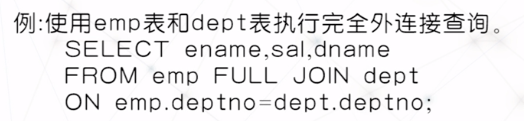 例:使用emp表和dept表执行完全外连接查询。
SELECT ename,sal,dname
FROM emp FULL JOIN dept
ON emp.deptno=dept.deptno;